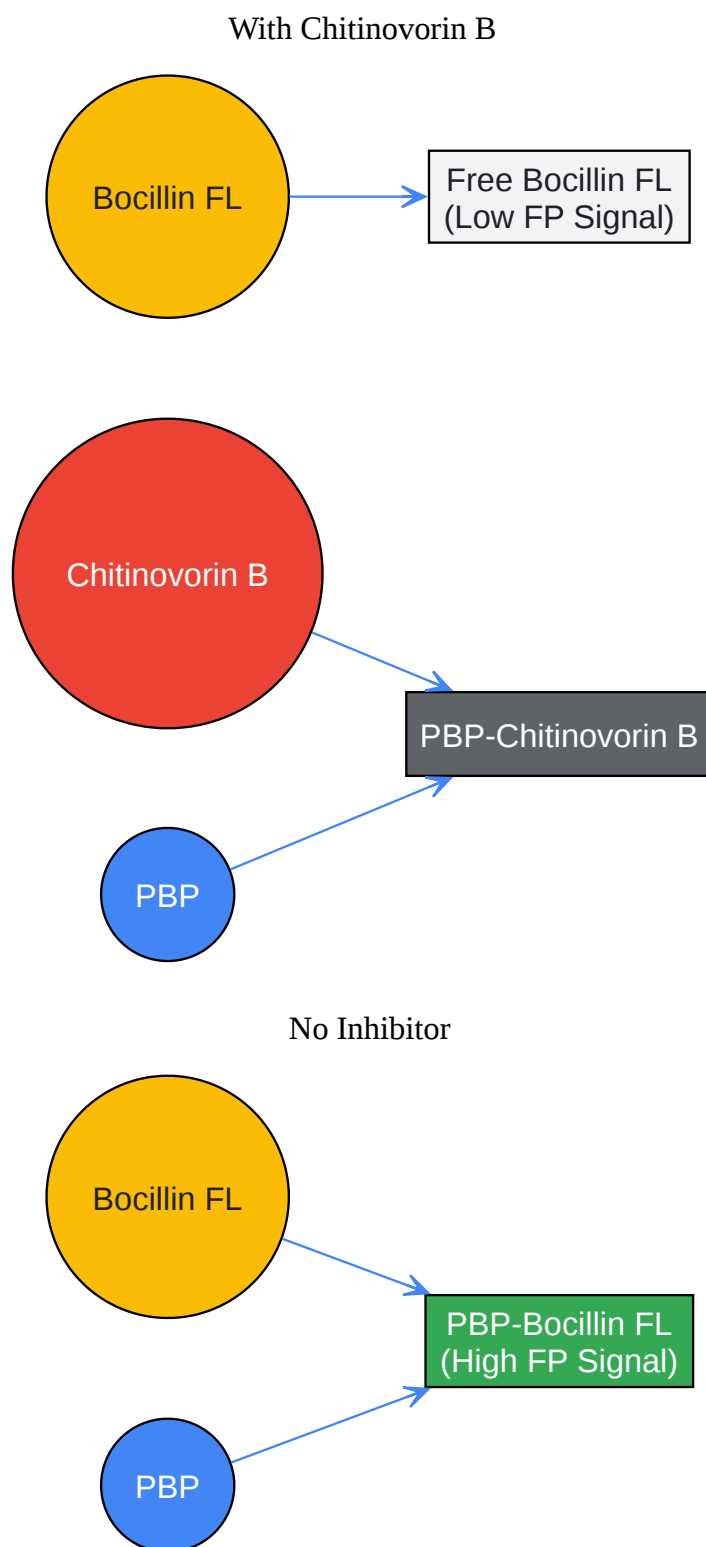 With Chitinovorin B
Bocillin FL
Free Bocillin FL
(Low FP Signal)
Chitinovorin B
PBP-Chitinovorin B
PBP
No Inhibitor
Bocillin FL
PBP-Bocillin FL
(High FP Signal)
PBP